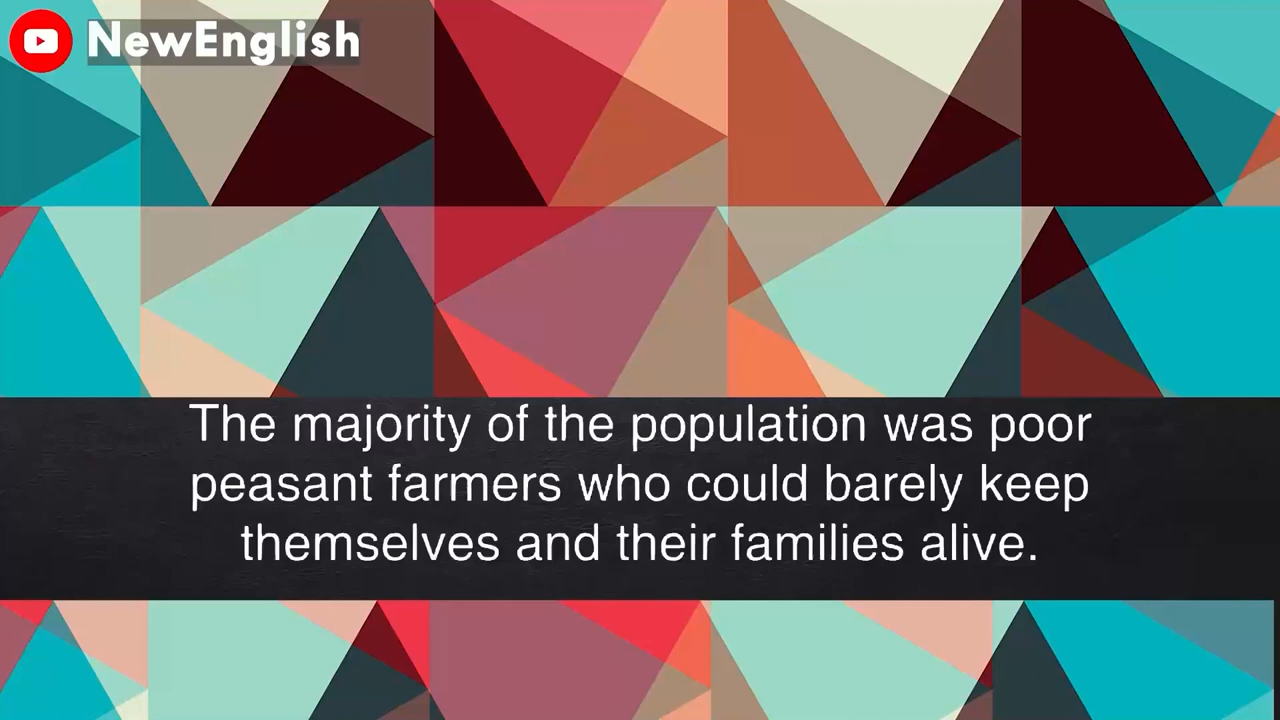 NewEnglish
The majority of the population was poor
peasant farmers who could barely keep
themselves and their families alive.